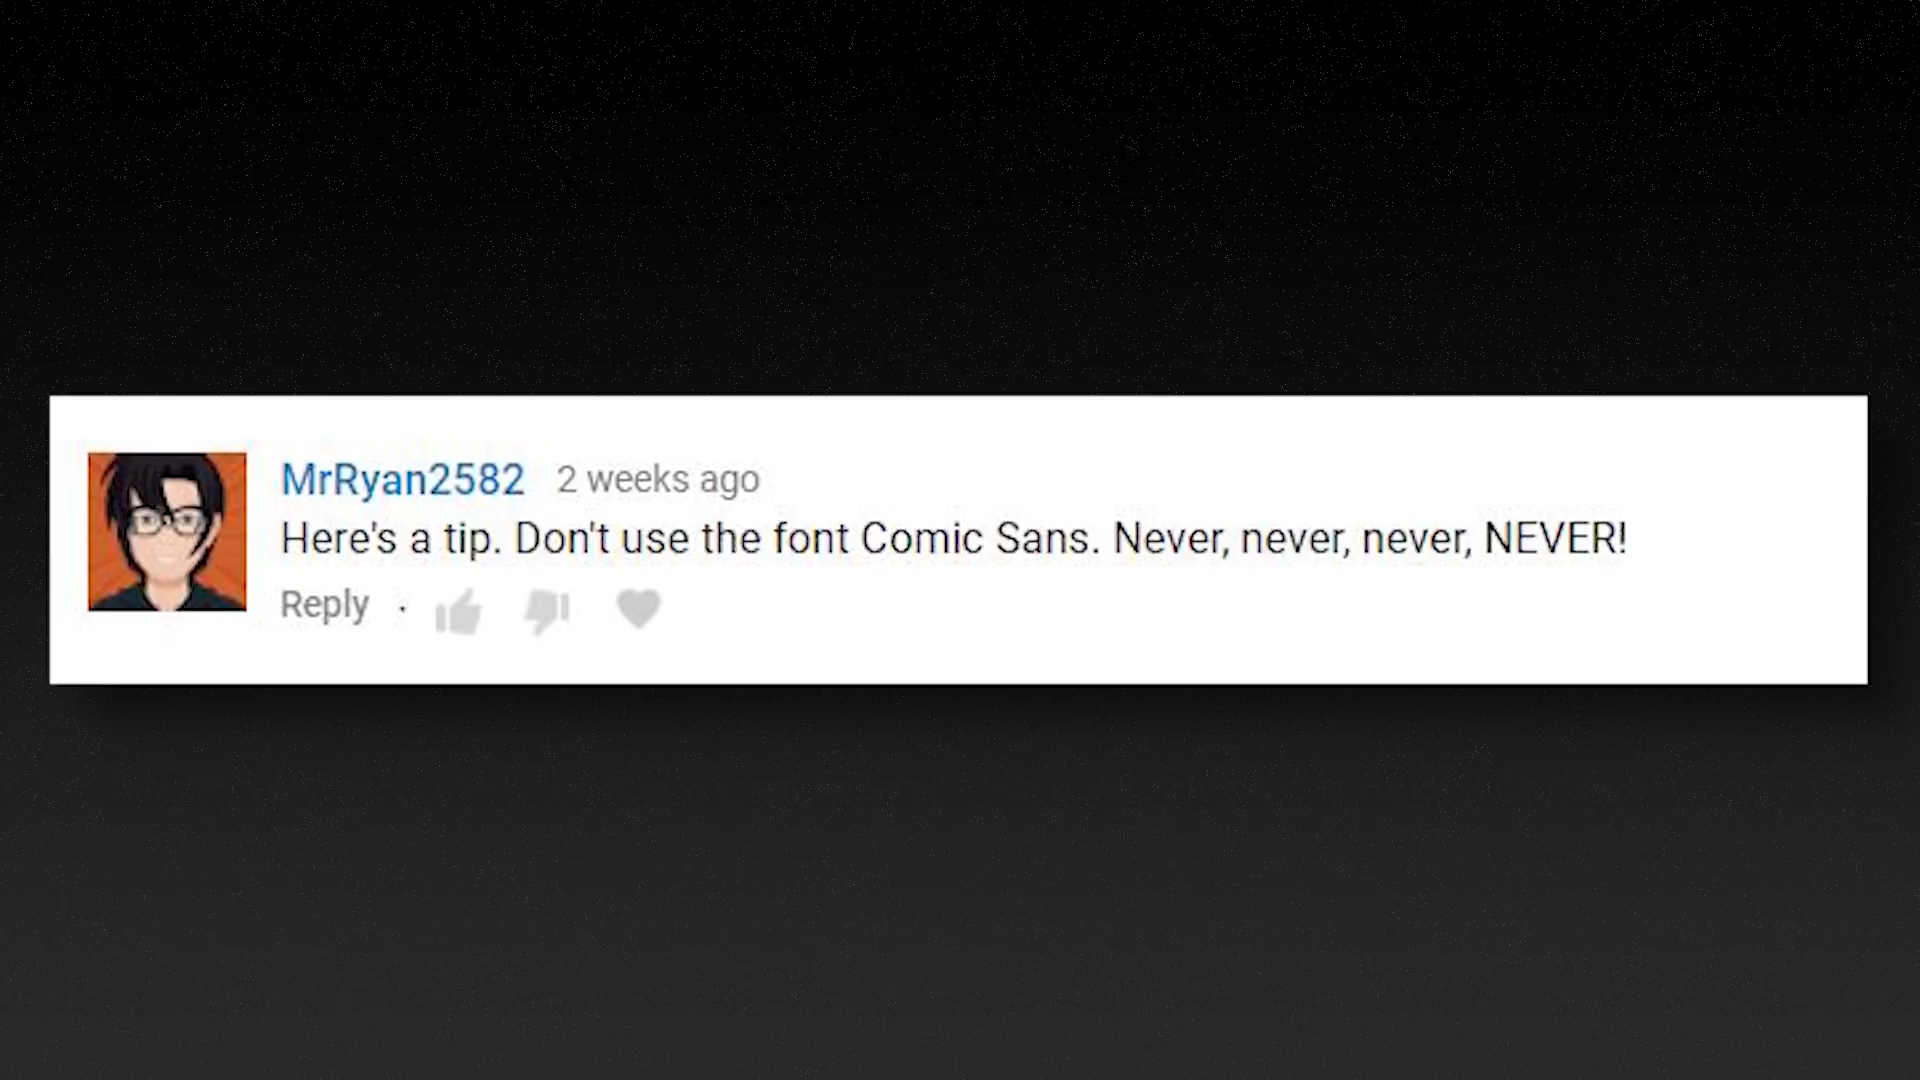 MrRyan2582 2 weeks ago
Here's a tip. Don't use the font Comic Sans. Never, never, never, NEVER!
Reply ·